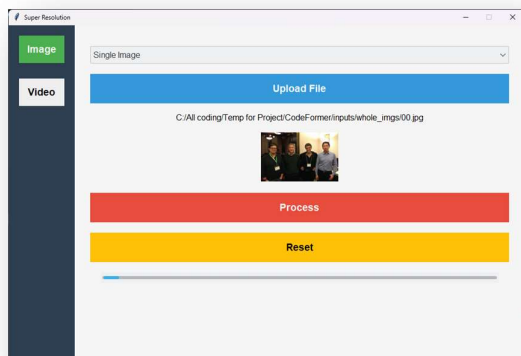 Super Resolution
Image
Video
Single Image
Upload File
C:/All coding/Temp for Project/CodeFormer/inputs/whole_imgs/00.jpg
Process
Reset